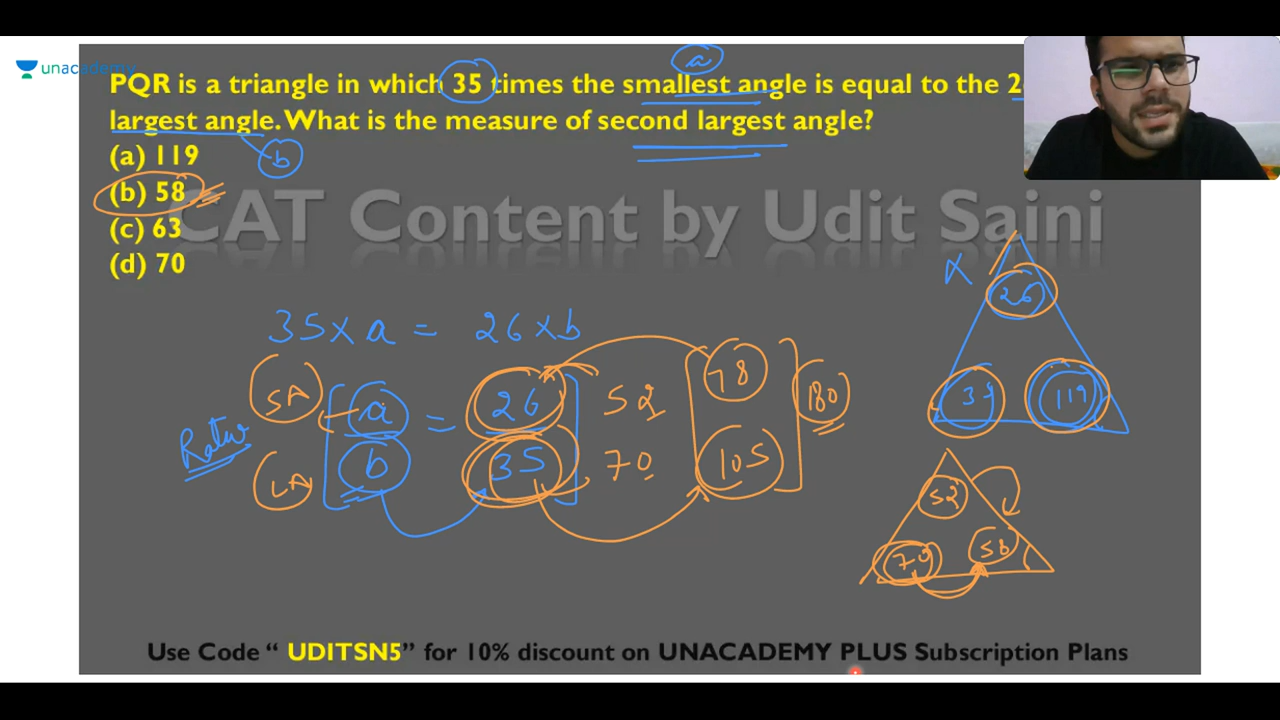 unacademy
PQR is a triangle in which 35 times the smallest angle is equal to the 2
largest angle. What is the measure of second largest angle?
a
b
(a) 119
(b) 58
(c) 63
(d) 70
CAT Content by Udit Saini
35 x a = 26 x b
SA a = 26 52 78 180
LA b 35 70 105
26
119
52
70 58
Use Code “ UDITSN5” for 10% discount on UNACADEMY PLUS Subscription Plans